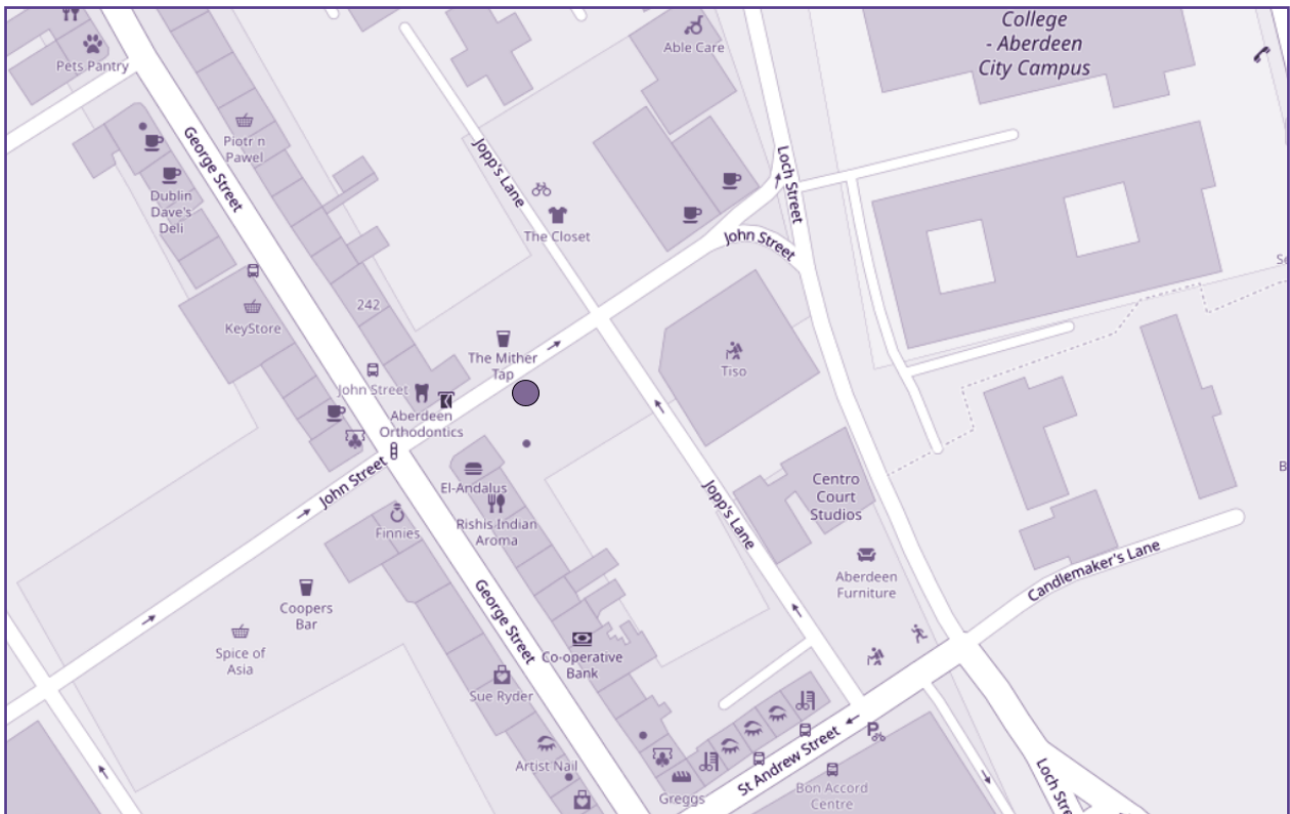 College
- Aberdeen
City Campus
Able Care
Pets Pantry
George Street
Piotr n
Pawel
Jopp's Lane
Loch Street
Dublin
Dave's
Deli
The Closet
John Street
242
KeyStore
The Mither
Tap
Tiso
John Street
Aberdeen
Orthodontics
John Street
El-Andalus
Rishis Indian
Aroma
Finnies
Jopp's Lane
Centro
Court
Studios
Candlemaker's Lane
Aberdeen
Furniture
Coopers
Bar
Spice of
Asia
George Street
Co-operative
Bank
Sue Ryder
St Andrew Street
P
Artist Nail
Greggs
Bon Accord
Centre
Loch Stre